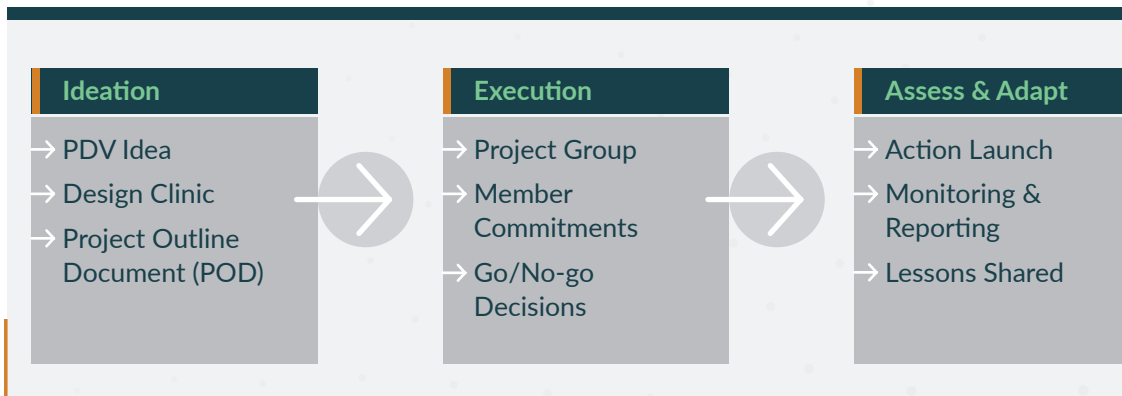 Ideation
PDV Idea
Design Clinic
Project Outline
Document (POD)
Execution
Project Group
Member
Commitments
Go/No-go
Decisions
Assess & Adapt
Action Launch
Monitoring &
Reporting
Lessons Shared